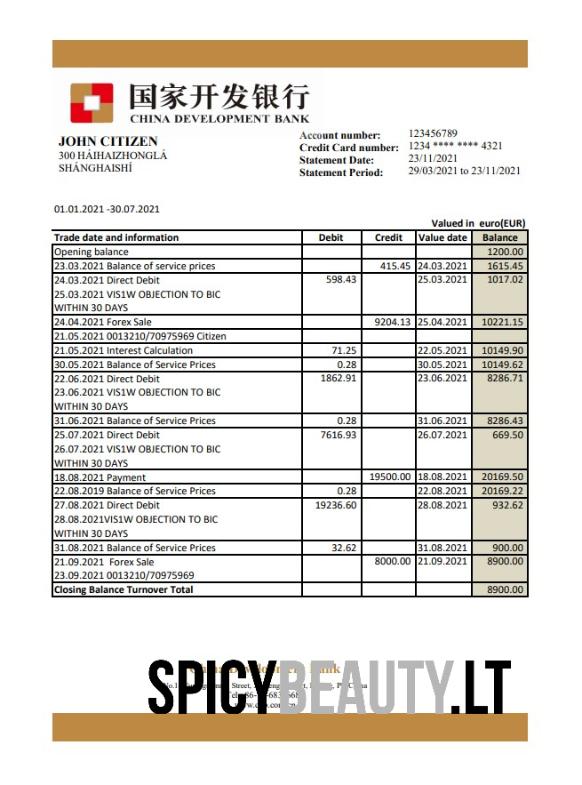 国家开发银行
CHINA DEVELOPMENT BANK
JOHN CITIZEN
300 HÁIHAIZHONGLÀ
SHÁNGHAISHÍ
Account number: 123456789
Credit Card number: 1234 **** **** 4321
Statement Date: 23/11/2021
Statement Period: 29/03/2021 to 23/11/2021
01.01.2021 -30.07.2021
Valued in euro(EUR)
Trade date and information Debit Credit Value date Balance
Opening balance 1200.00
23.03.2021 Balance of service prices 415.45 24.03.2021 1615.45
24.03.2021 Direct Debit 598.43 25.03.2021 1017.02
25.03.2021 VIS1W OBJECTION TO BIC
WITHIN 30 DAYS
24.04.2021 Forex Sale 9204.13 25.04.2021 10221.15
21.05.2021 0013210/70975969 Citizen
21.05.2021 Interest Calculation 71.25 22.05.2021 10149.90
30.05.2021 Balance of Service Prices 0.28 30.05.2021 10149.62
22.06.2021 Direct Debit 1862.91 23.06.2021 8286.71
23.06.2021 VIS1W OBJECTION TO BIC
WITHIN 30 DAYS
31.06.2021 Balance of Service Prices 0.28 31.06.2021 8286.43
25.07.2021 Direct Debit 7616.93 26.07.2021 669.50
26.07.2021 VIS1W OBJECTION TO BIC
WITHIN 30 DAYS
18.08.2021 Payment 19500.00 18.08.2021 20169.50
22.08.2019 Balance of Service Prices 0.28 22.08.2021 20169.22
27.08.2021 Direct Debit 19236.60 28.08.2021 932.62
28.08.2021VIS1W OBJECTION TO BIC
WITHIN 30 DAYS
31.08.2021 Balance of Service Prices 32.62 31.08.2021 900.00
21.09.2021 Forex Sale 8000.00 21.09.2021 8900.00
23.09.2021 0013210/70975969
Closing Balance Turnover Total 8900.00
SPICYBEAUTY.LT